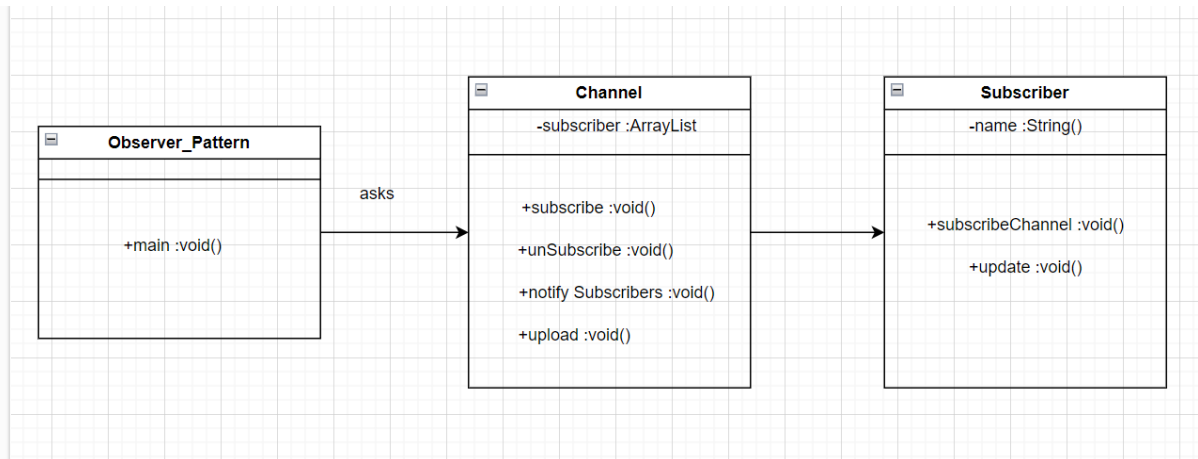 Observer_Pattern
+main :void()
asks
Channel
-subscriber :ArrayList
+subscribe :void()
+unSubscribe :void()
+notify Subscribers :void()
+upload :void()
Subscriber
-name :String()
+subscribeChannel :void()
+update :void()